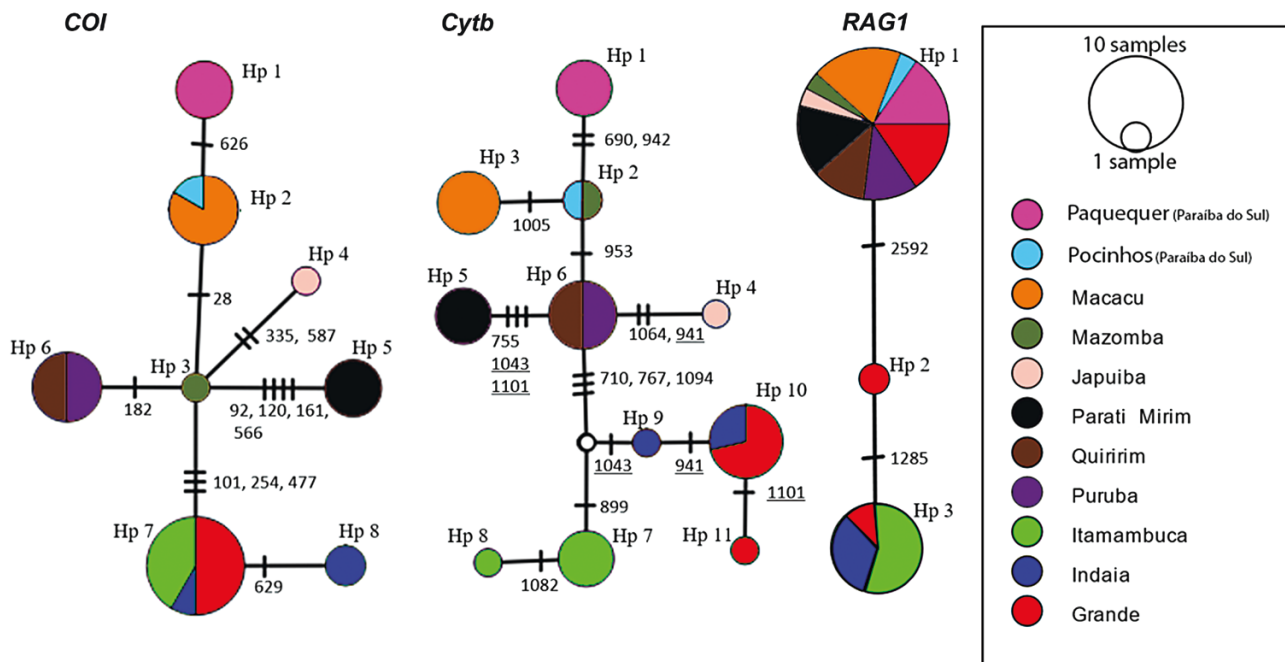 COI
Hp 1
626
Hp 2
28
Hp 4
335, 587
Hp 3
Hp 6
182
Hp 5
92, 120, 161,
566
101, 254, 477
Hp 7
Hp 8
629
Cytb
Hp 1
690, 942
Hp 3
Hp 2
1005
953
Hp 5
Hp 6
Hp 4
755
1043
1101
1064, 941
710, 767, 1094
Hp 10
Hp 9
1043
941
1101
Hp 11
899
Hp 8
Hp 7
1082
RAG1
Hp 1
2592
Hp 2
1285
Hp 3
10 samples
1 sample
Paquequer (Paraíba do Sul)
Pocinhos (Paraíba do Sul)
Macacu
Mazomba
Japuiba
Parati Mirim
Quiririm
Puruba
Itamambuca
Indaia
Grande